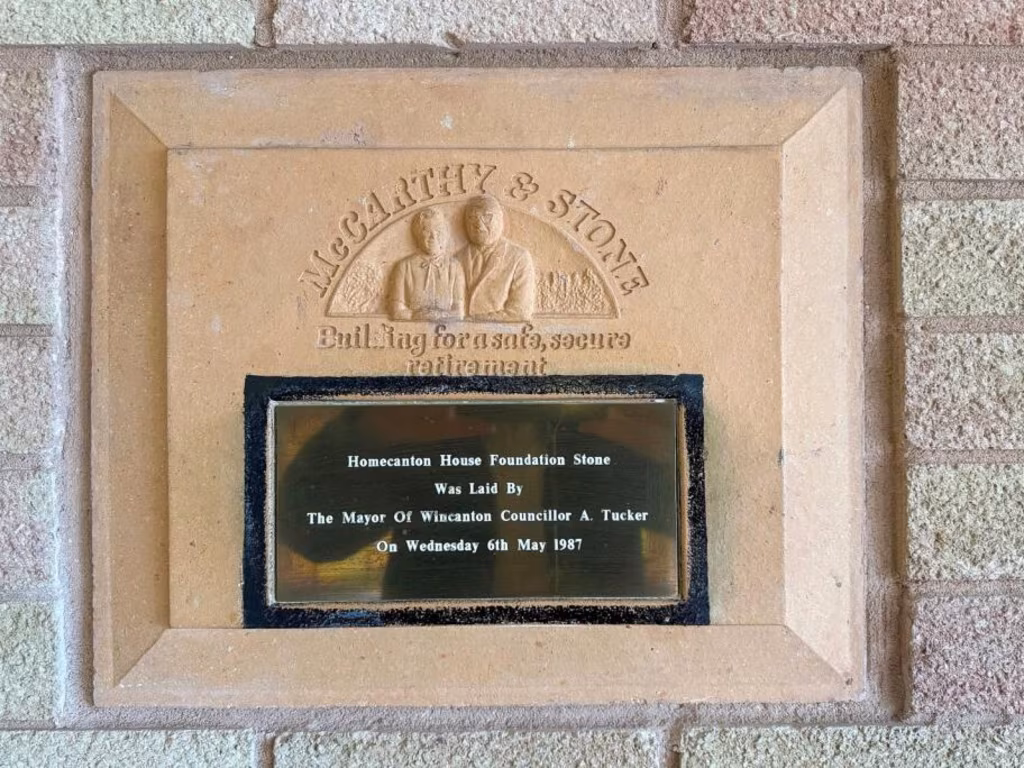 McCARTHY & STONE
Building for a safe, secure
retirement
Homecanton House Foundation Stone
Was Laid By
The Mayor Of Wincanton Councillor A. Tucker
On Wednesday 6th May 1987